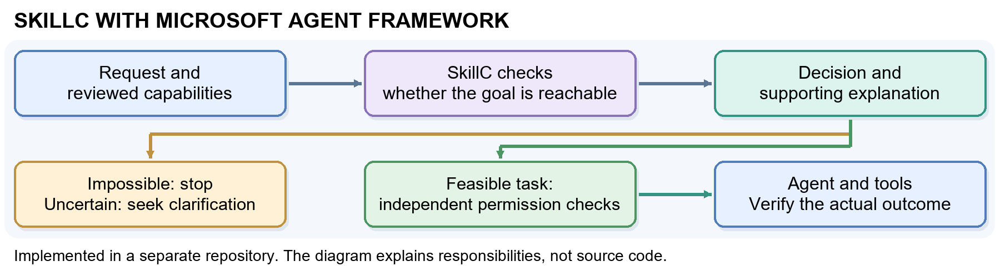 SKILLC WITH MICROSOFT AGENT FRAMEWORK
Request and
reviewed capabilities
SkillC checks
whether the goal is reachable
Decision and
supporting explanation
Impossible: stop
Uncertain: seek clarification
Feasible task:
independent permission checks
Agent and tools
Verify the actual outcome
Implemented in a separate repository. The diagram explains responsibilities, not source code.